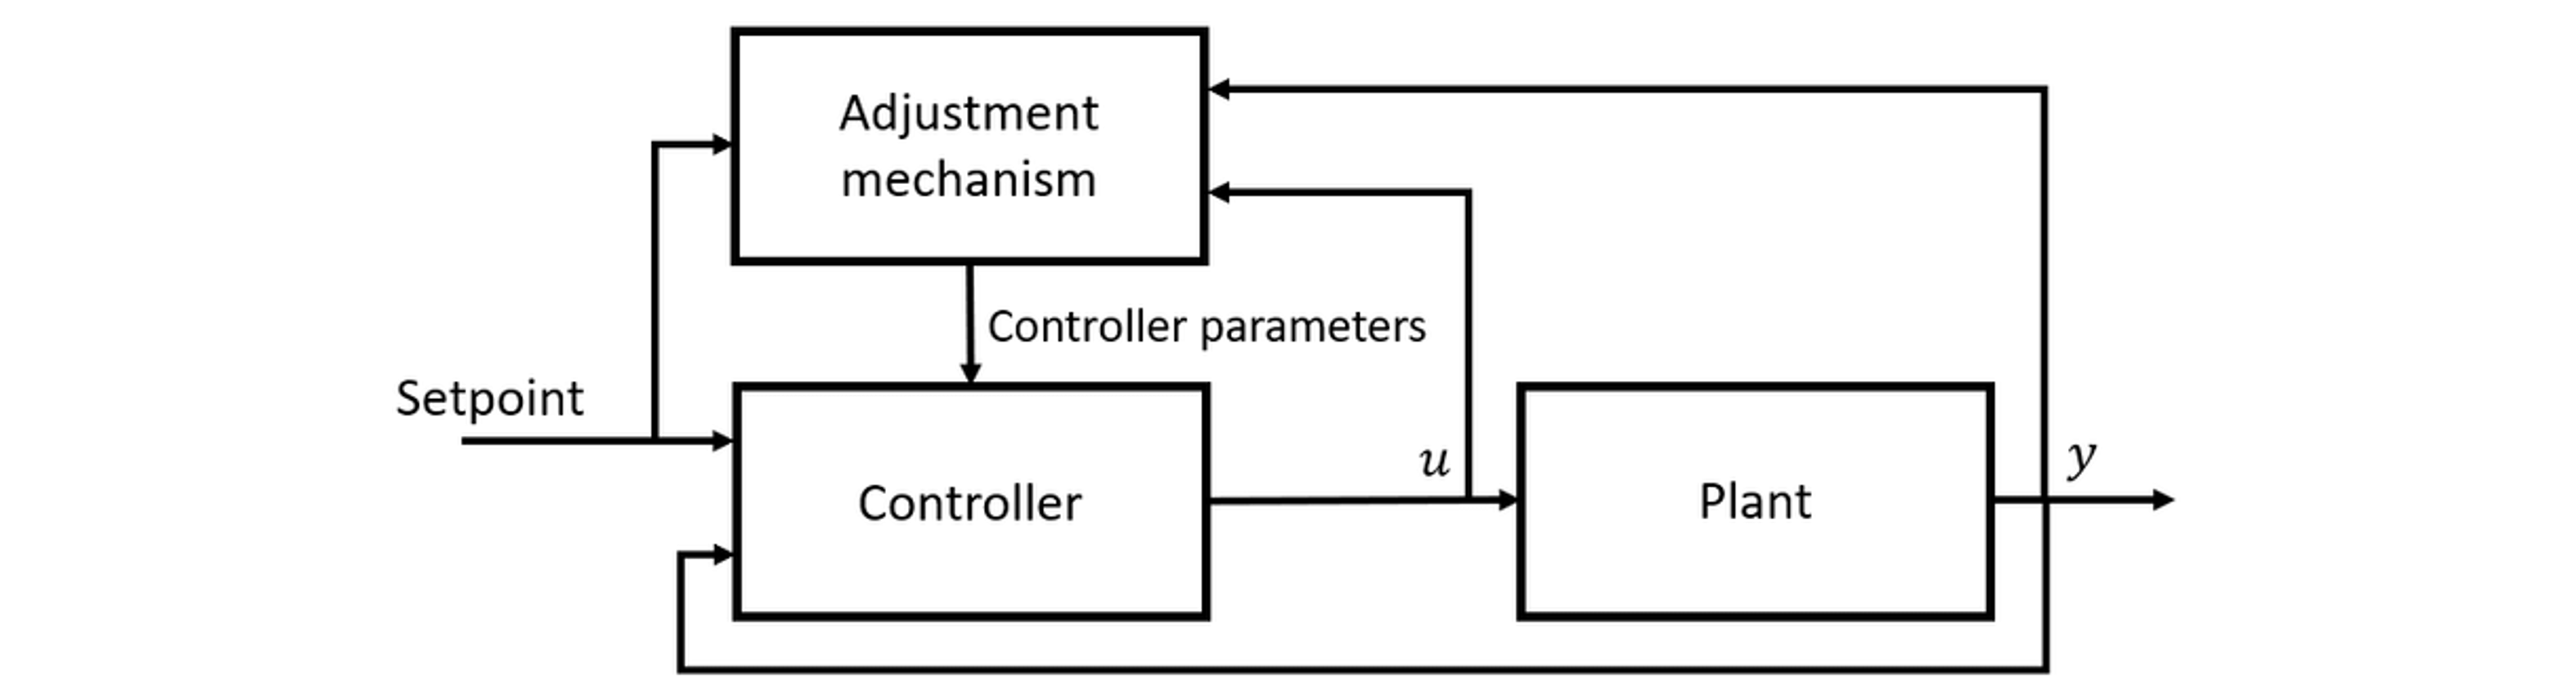 Adjustment
mechanism
Controller parameters
Setpoint
u
y
Controller
Plant